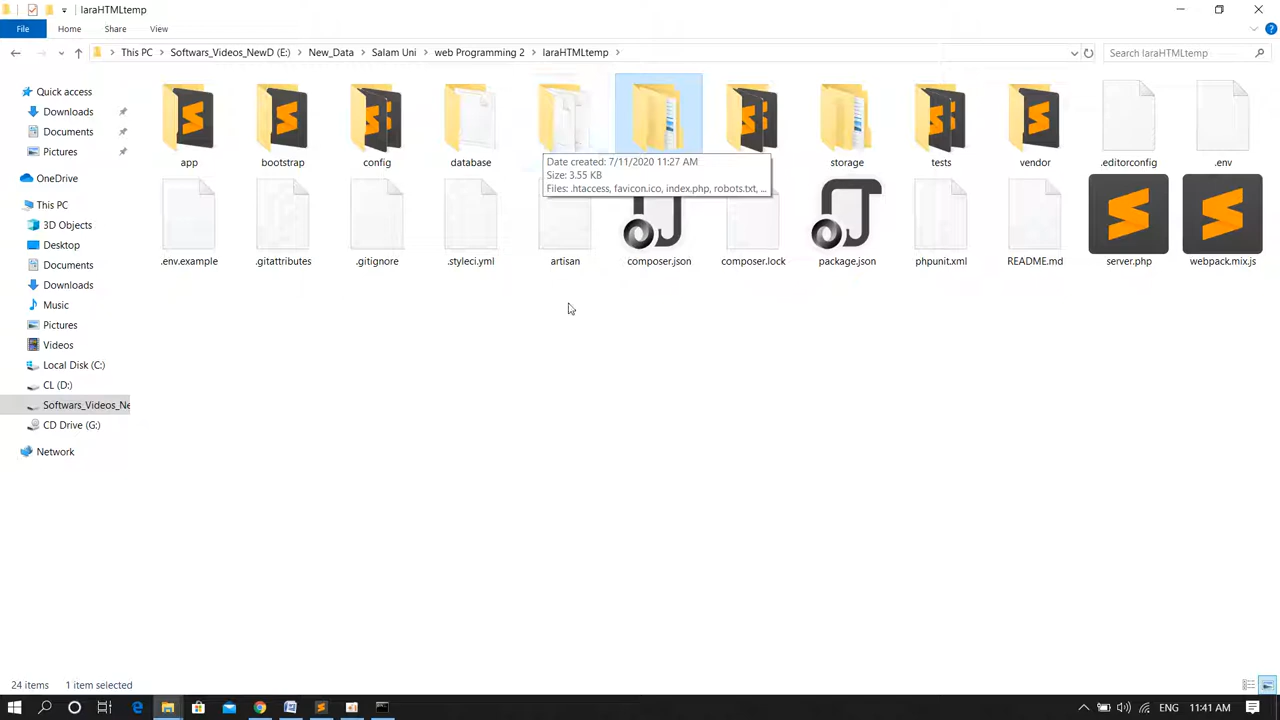 laraHTMLtemp
File
Home
Share
View
This PC
Softwars_Videos_NewD (E:)
New_Data
Salam Uni
web Programming 2
laraHTMLtemp
Search laraHTMLtemp
Quick access
Downloads
Documents
Pictures
OneDrive
This PC
3D Objects
Desktop
Documents
Downloads
Music
Pictures
Videos
Local Disk (C:)
CL (D:)
Softwars_Videos_Ne
CD Drive (G:)
Network
app
bootstrap
config
database
storage
tests
vendor
.editorconfig
.env
Date created: 7/11/2020 11:27 AM
Size: 3.55 KB
Files: .htaccess, favicon.ico, index.php, robots.txt, ...
.env.example
.gitattributes
.gitignore
.styleci.yml
artisan
composer.json
composer.lock
package.json
phpunit.xml
README.md
server.php
webpack.mix.js
24 items
1 item selected
ENG
11:41 AM